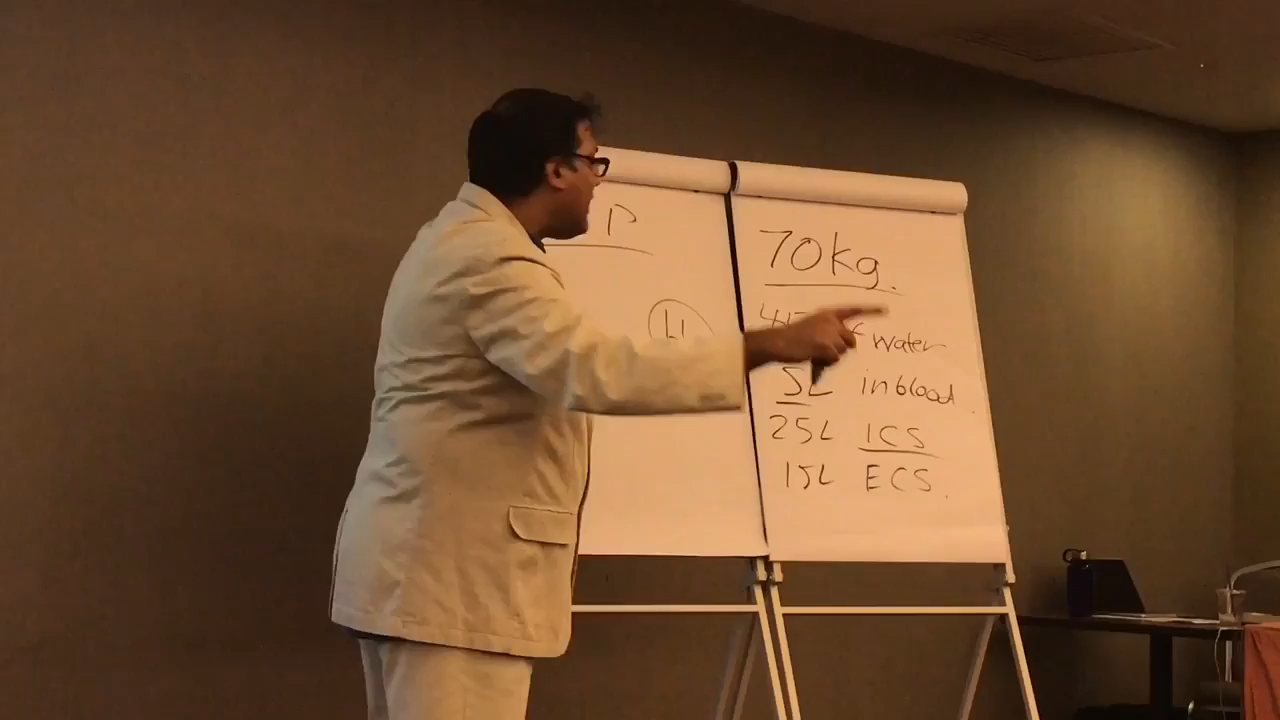 P
70kg.
water
5L in blood.
25L ICS
15L ECS.